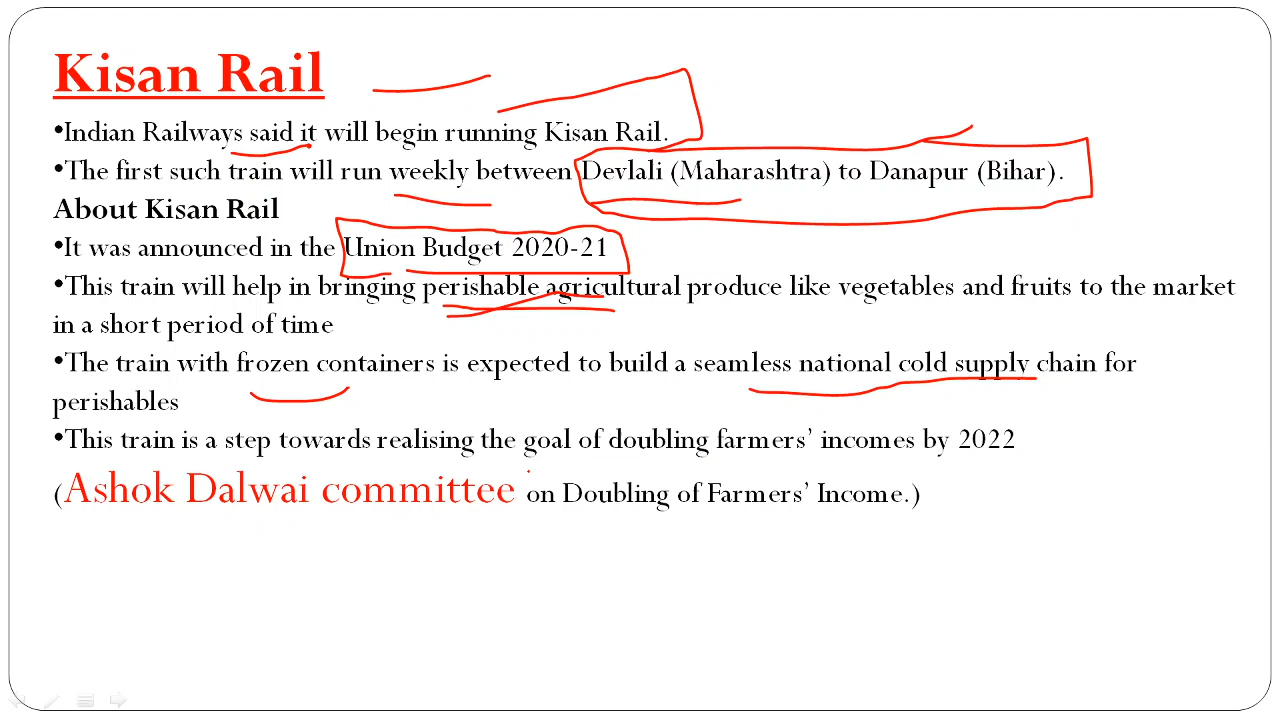 Kisan Rail
•Indian Railways said it will begin running Kisan Rail.
•The first such train will run weekly between Devlali (Maharashtra) to Danapur (Bihar).
About Kisan Rail
•It was announced in the Union Budget 2020-21
•This train will help in bringing perishable agricultural produce like vegetables and fruits to the market
in a short period of time
•The train with frozen containers is expected to build a seamless national cold supply chain for
perishables
•This train is a step towards realising the goal of doubling farmers’ incomes by 2022
(Ashok Dalwai committee on Doubling of Farmers’ Income.)